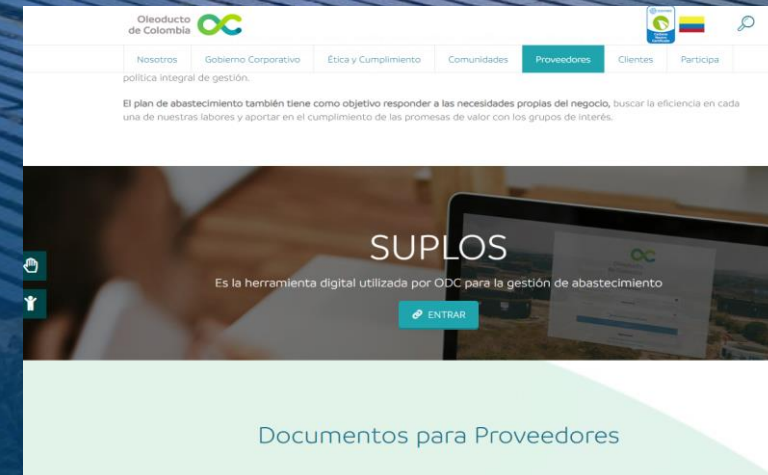 Oleoducto
de Colombia
Nosotros Gobierno Corporativo Ética y Cumplimiento Comunidades Proveedores Clientes Participa
política integral de gestión.
El plan de abastecimiento también tiene como objetivo responder a las necesidades propias del negocio, buscar la eficiencia en cada
una de nuestras labores y aportar en el cumplimiento de las promesas de valor con los grupos de interés.
SUPLOS
Es la herramienta digital utilizada por ODC para la gestión de abastecimiento
ENTRAR
Documentos para Proveedores